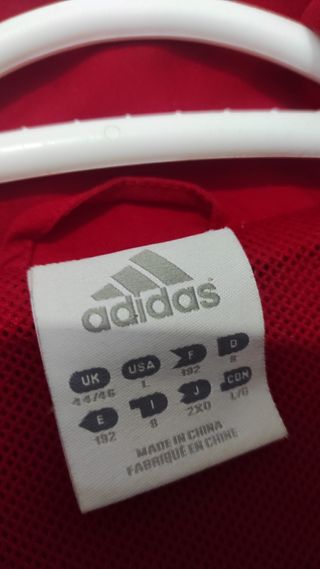 adidas
UK USA F D
44/46 L 192 8
E I J CON
192 8 2XO L/G
MADE IN CHINA
FABRIQUÉ EN CHINE